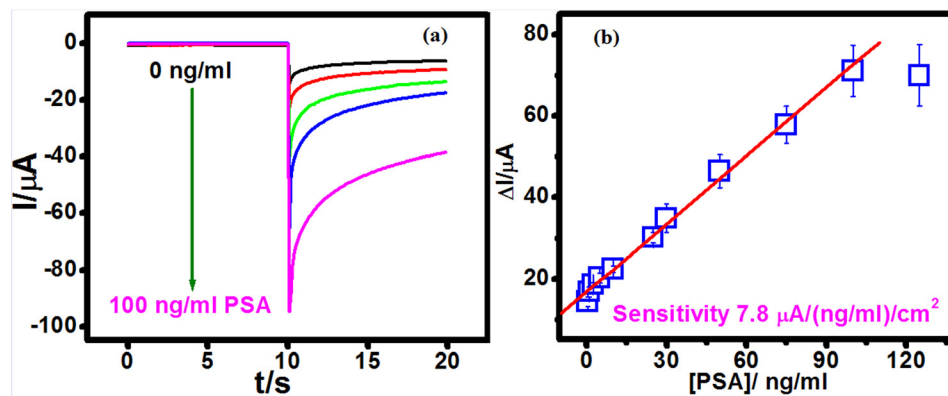 (a)
0
-20
-40
-60
-80
-100
I/μA
0 ng/ml
100 ng/ml PSA
0 5 10 15 20
t/s
(b)
80
60
40
20
ΔI/μA
Sensitivity 7.8 μA/(ng/ml)/cm²
0 30 60 90 120
[PSA]/ ng/ml